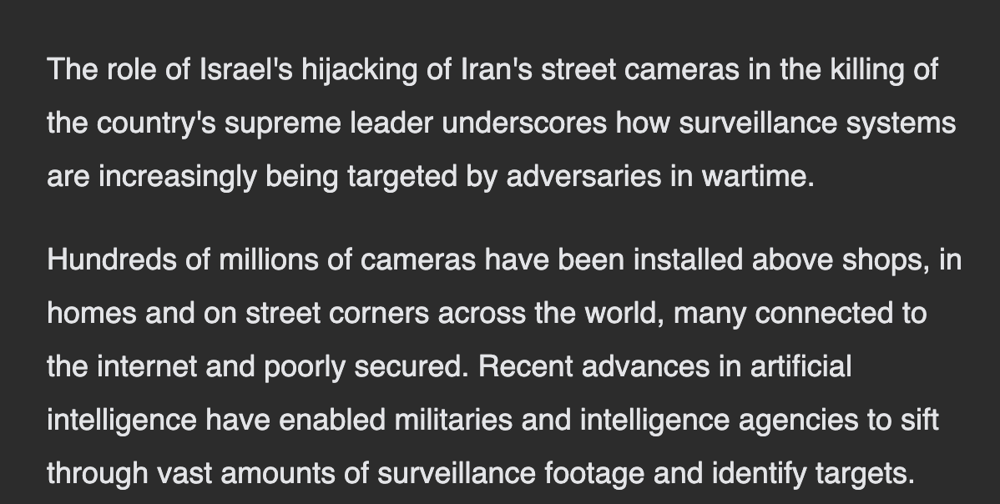 The role of Israel's hijacking of Iran's street cameras in the killing of
the country's supreme leader underscores how surveillance systems
are increasingly being targeted by adversaries in wartime.
Hundreds of millions of cameras have been installed above shops, in
homes and on street corners across the world, many connected to
the internet and poorly secured. Recent advances in artificial
intelligence have enabled militaries and intelligence agencies to sift
through vast amounts of surveillance footage and identify targets.